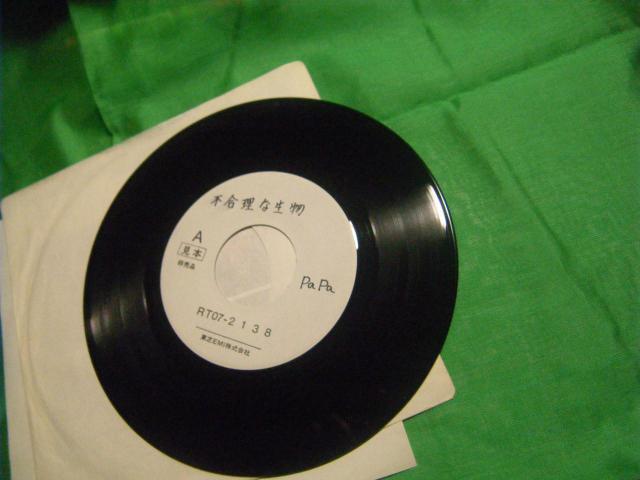 不合理な生物
A
見本
非売品
PaPa
RT07-2138
東芝EMI株式会社